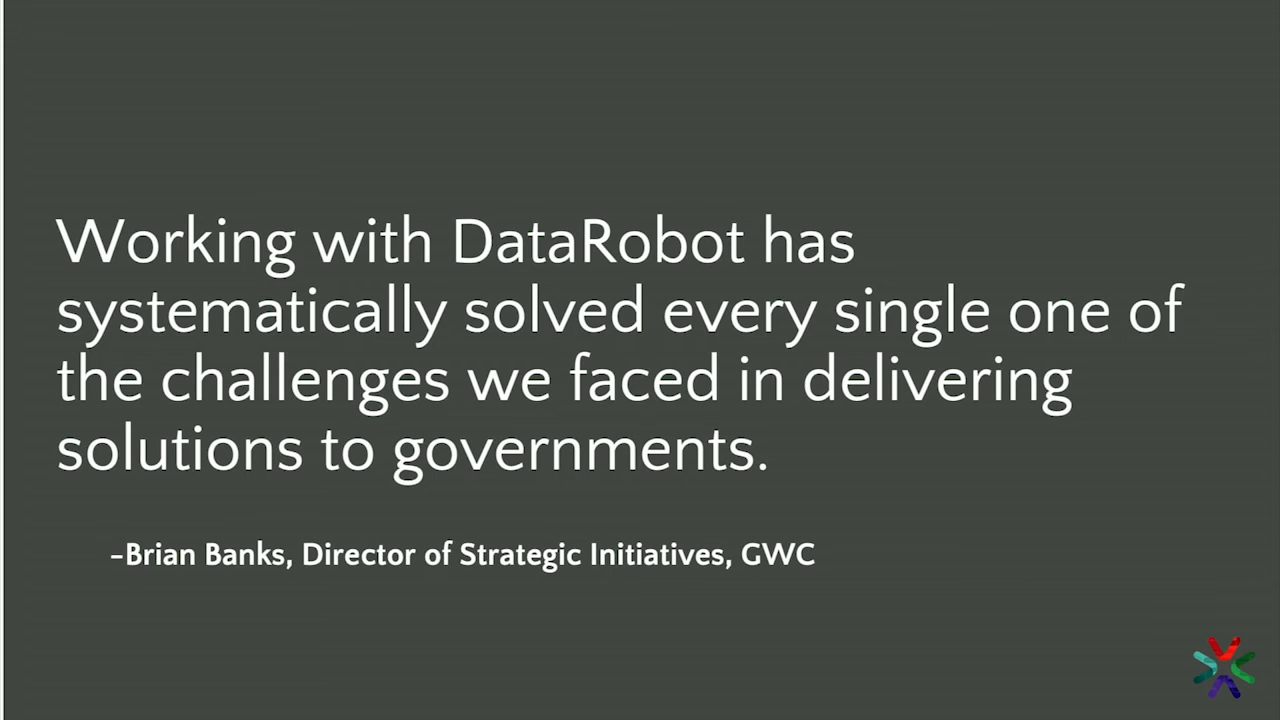 Working with DataRobot has
systematically solved every single one of
the challenges we faced in delivering
solutions to governments.
–Brian Banks, Director of Strategic Initiatives, GWC